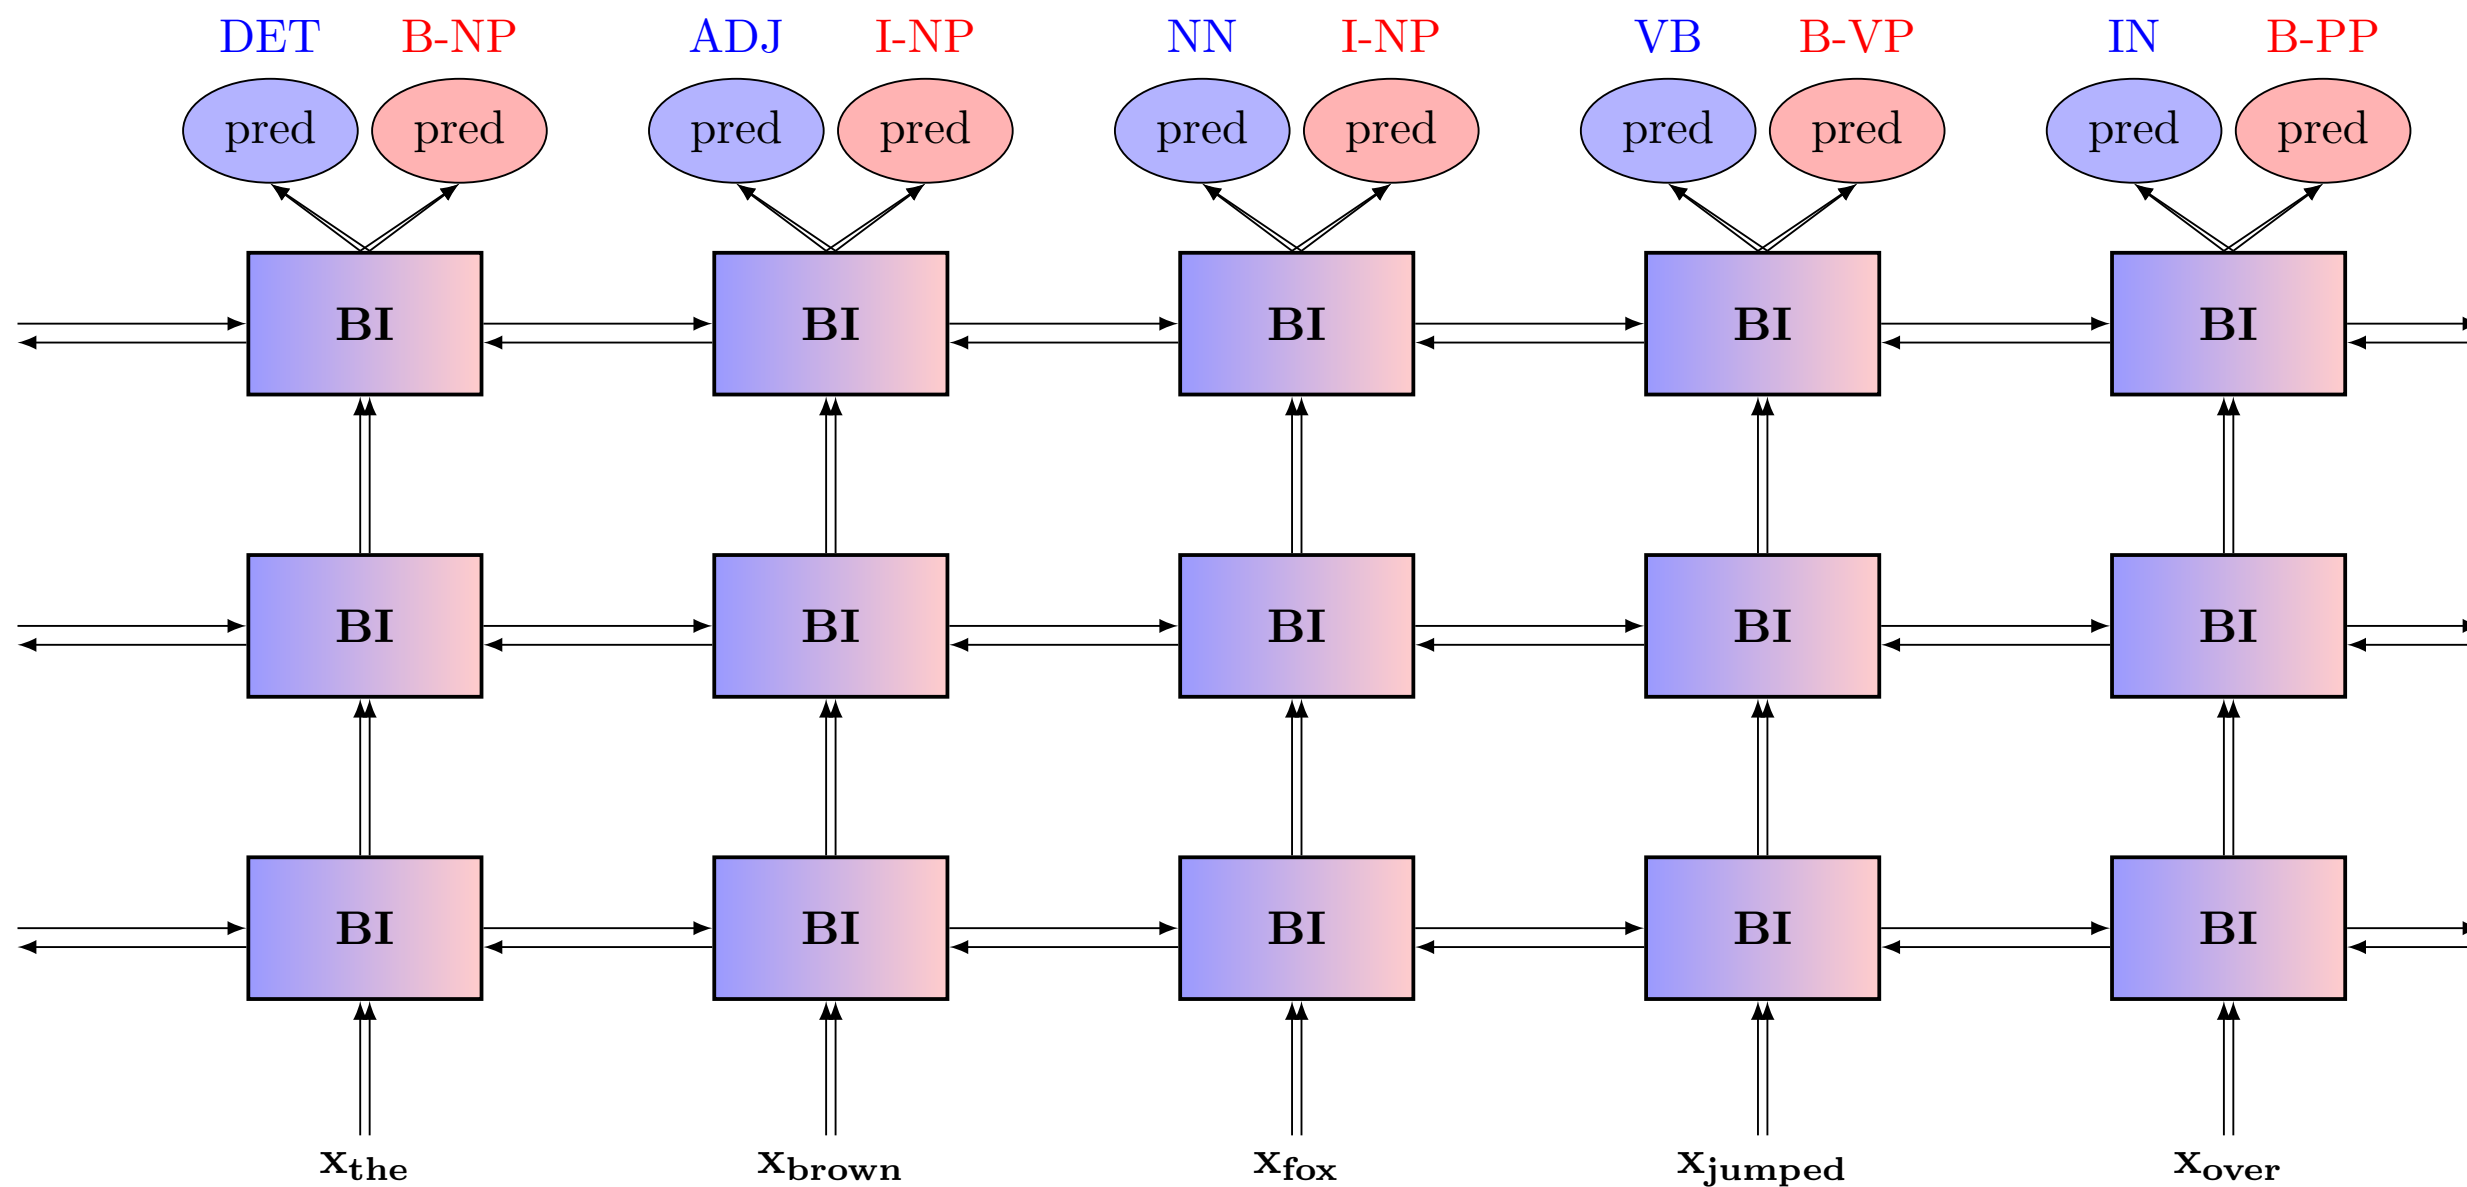 DET B-NP ADJ I-NP NN I-NP VB B-VP IN B-PP
pred pred pred pred pred pred pred pred pred pred
BI BI BI BI BI
BI BI BI BI BI
BI BI BI BI BI
x_the x_brown x_fox x_jumped x_over